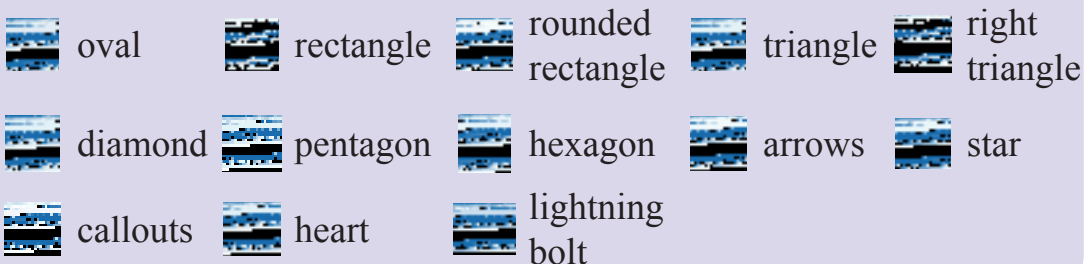 oval rectangle rounded rectangle triangle right triangle
diamond pentagon hexagon arrows star
callouts heart lightning bolt